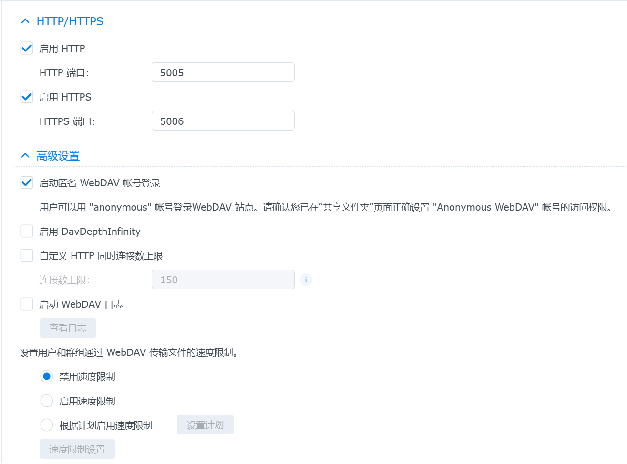 HTTP/HTTPS
启用 HTTP
HTTP 端口: 5005
启用 HTTPS
HTTPS 端口: 5006
高级设置
启动匿名 WebDAV 帐号登录
用户可以用 "anonymous" 帐号登录WebDAV 站点。请确认您已在"共享文件夹"页面正确设置 "Anonymous WebDAV" 帐号的访问权限。
启用 DavDepthInfinity
自定义 HTTP 同时连接数上限
连接数上限: 150
启动 WebDAV 日志
查看日志
设置用户和群组通过 WebDAV 传输文件的速度限制。
禁用速度限制
启用速度限制
根据计划启用速度限制 设置计划
速度限制设置